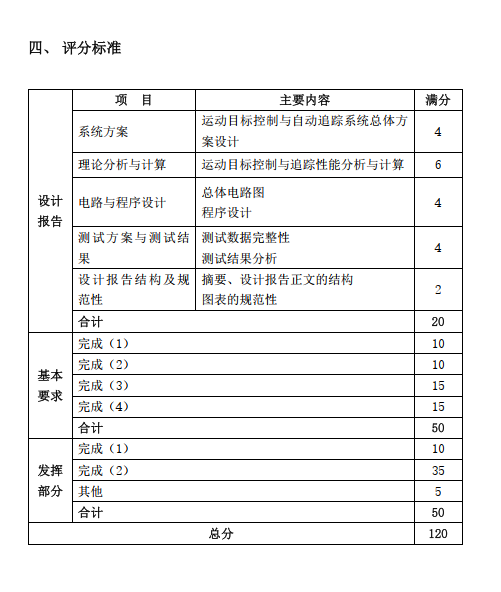 四、 评分标准
项 目 主要内容 满分
设计
报告
系统方案 运动目标控制与自动追踪系统总体方
案设计 4
理论分析与计算 运动目标控制与追踪性能分析与计算 6
电路与程序设计 总体电路图
程序设计 4
测试方案与测试结 测试数据完整性
果 测试结果分析 4
设计报告结构及规 摘要、设计报告正文的结构
范性 图表的规范性 2
合计 20
基本
要求
完成（1） 10
完成（2） 10
完成（3） 15
完成（4） 15
合计 50
发挥
部分
完成（1） 10
完成（2） 35
其他 5
合计 50
总分 120